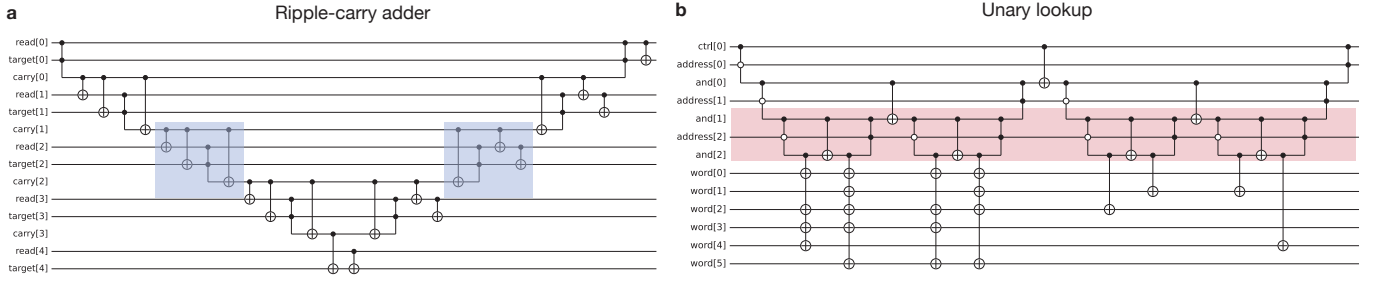 a
Ripple-carry adder
read[0]
target[0]
carry[0]
read[1]
target[1]
carry[1]
read[2]
target[2]
carry[2]
read[3]
target[3]
carry[3]
read[4]
target[4]
b
Unary lookup
ctrl[0]
address[0]
and[0]
address[1]
and[1]
address[2]
and[2]
word[0]
word[1]
word[2]
word[3]
word[4]
word[5]